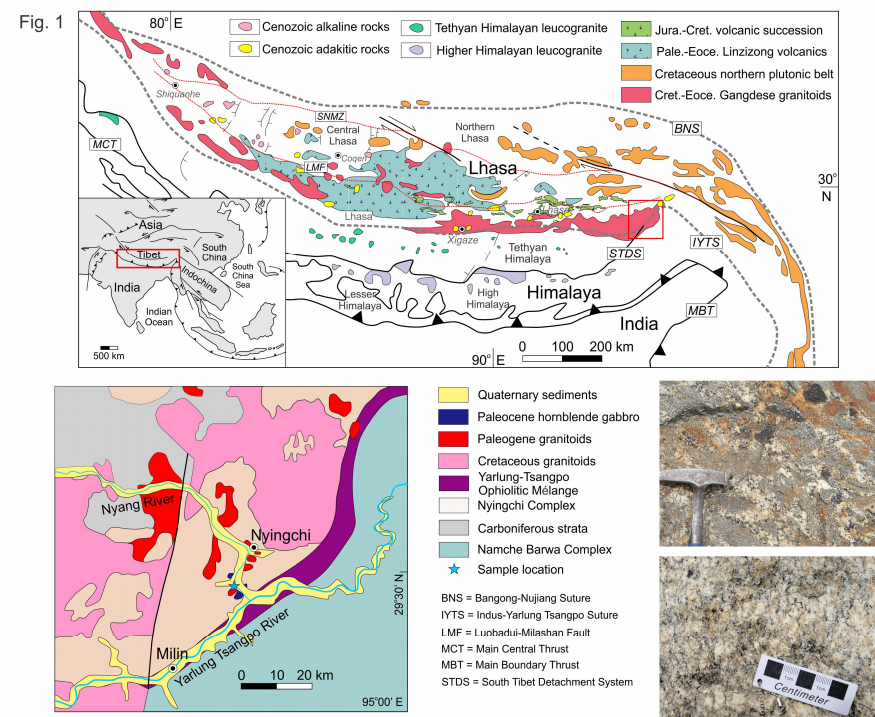 Fig. 1
80° E
Cenozoic alkaline rocks
Cenozoic adakitic rocks
Tethyan Himalayan leucogranite
Higher Himalayan leucogranite
Jura.-Cret. volcanic succession
Pale.-Eoce. Linzizong volcanics
Cretaceous northern plutonic belt
Cret.-Eoce. Gangdese granitoids
Shiquanhe
SNMZ
Central
Lhasa
Northern
Lhasa
BNS
MCT
Coqen
LMF
Lhasa
30°
N
Lhasa
Lhasa
Xigaze
Tethyan
Himalaya
STDS
IYTS
Asia
Tibet
South
China
South
China
Sea
Indochina
India
Indian
Ocean
500 km
Lesser
Himalaya
High
Himalaya
Himalaya
India
MBT
90° E
0 100 200 km
Nyang River
Nyingchi
Milin
Yarlung Tsangpo River
0 10 20 km
29°30' N
95°00' E
Quaternary sediments
Paleocene hornblende gabbro
Paleogene granitoids
Cretaceous granitoids
Yarlung-Tsangpo
Ophiolitic Mélange
Nyingchi Complex
Carboniferous strata
Namche Barwa Complex
Sample location
BNS = Bangong-Nujiang Suture
IYTS = Indus-Yarlung Tsangpo Suture
LMF = Luobadui-Milashan Fault
MCT = Main Central Thrust
MBT = Main Boundary Thrust
STDS = South Tibet Detachment System
1cm
1cm
Centimeter